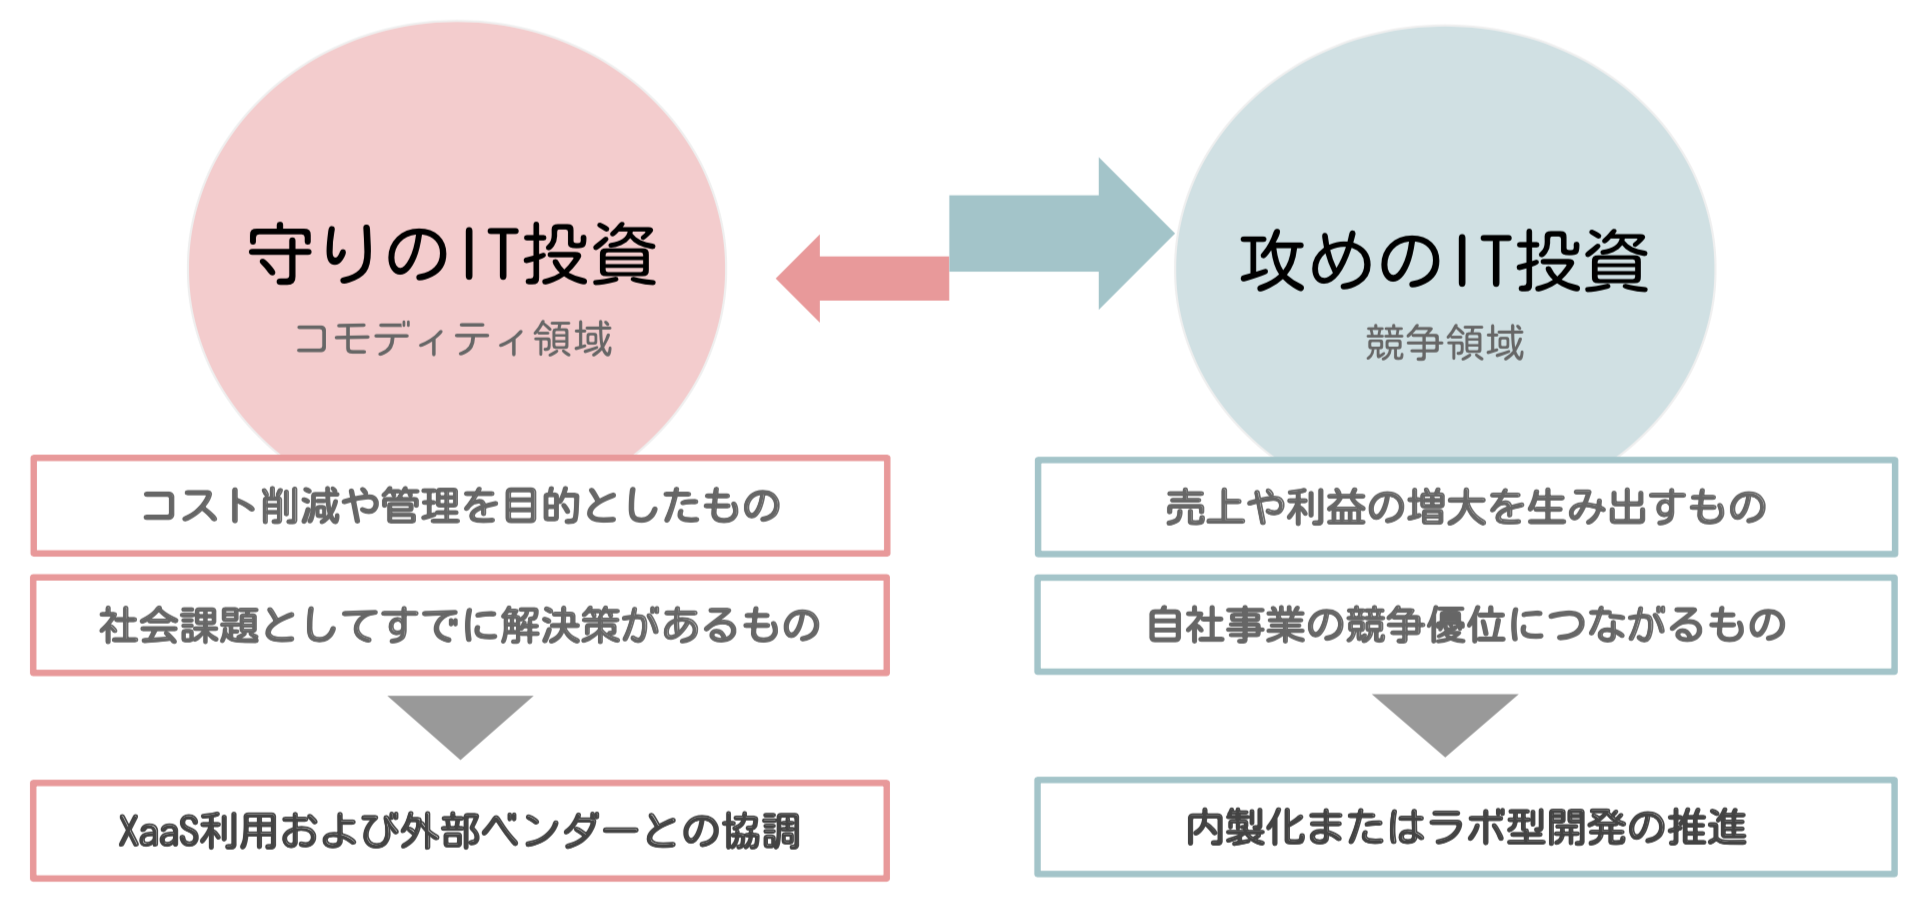 守りのIT投資
コモディティ領域
コスト削減や管理を目的としたもの
社会課題としてすでに解決策があるもの
XaaS利用および外部ベンダーとの協調
攻めのIT投資
競争領域
売上や利益の増大を生み出すもの
自社事業の競争優位につながるもの
内製化またはラボ型開発の推進